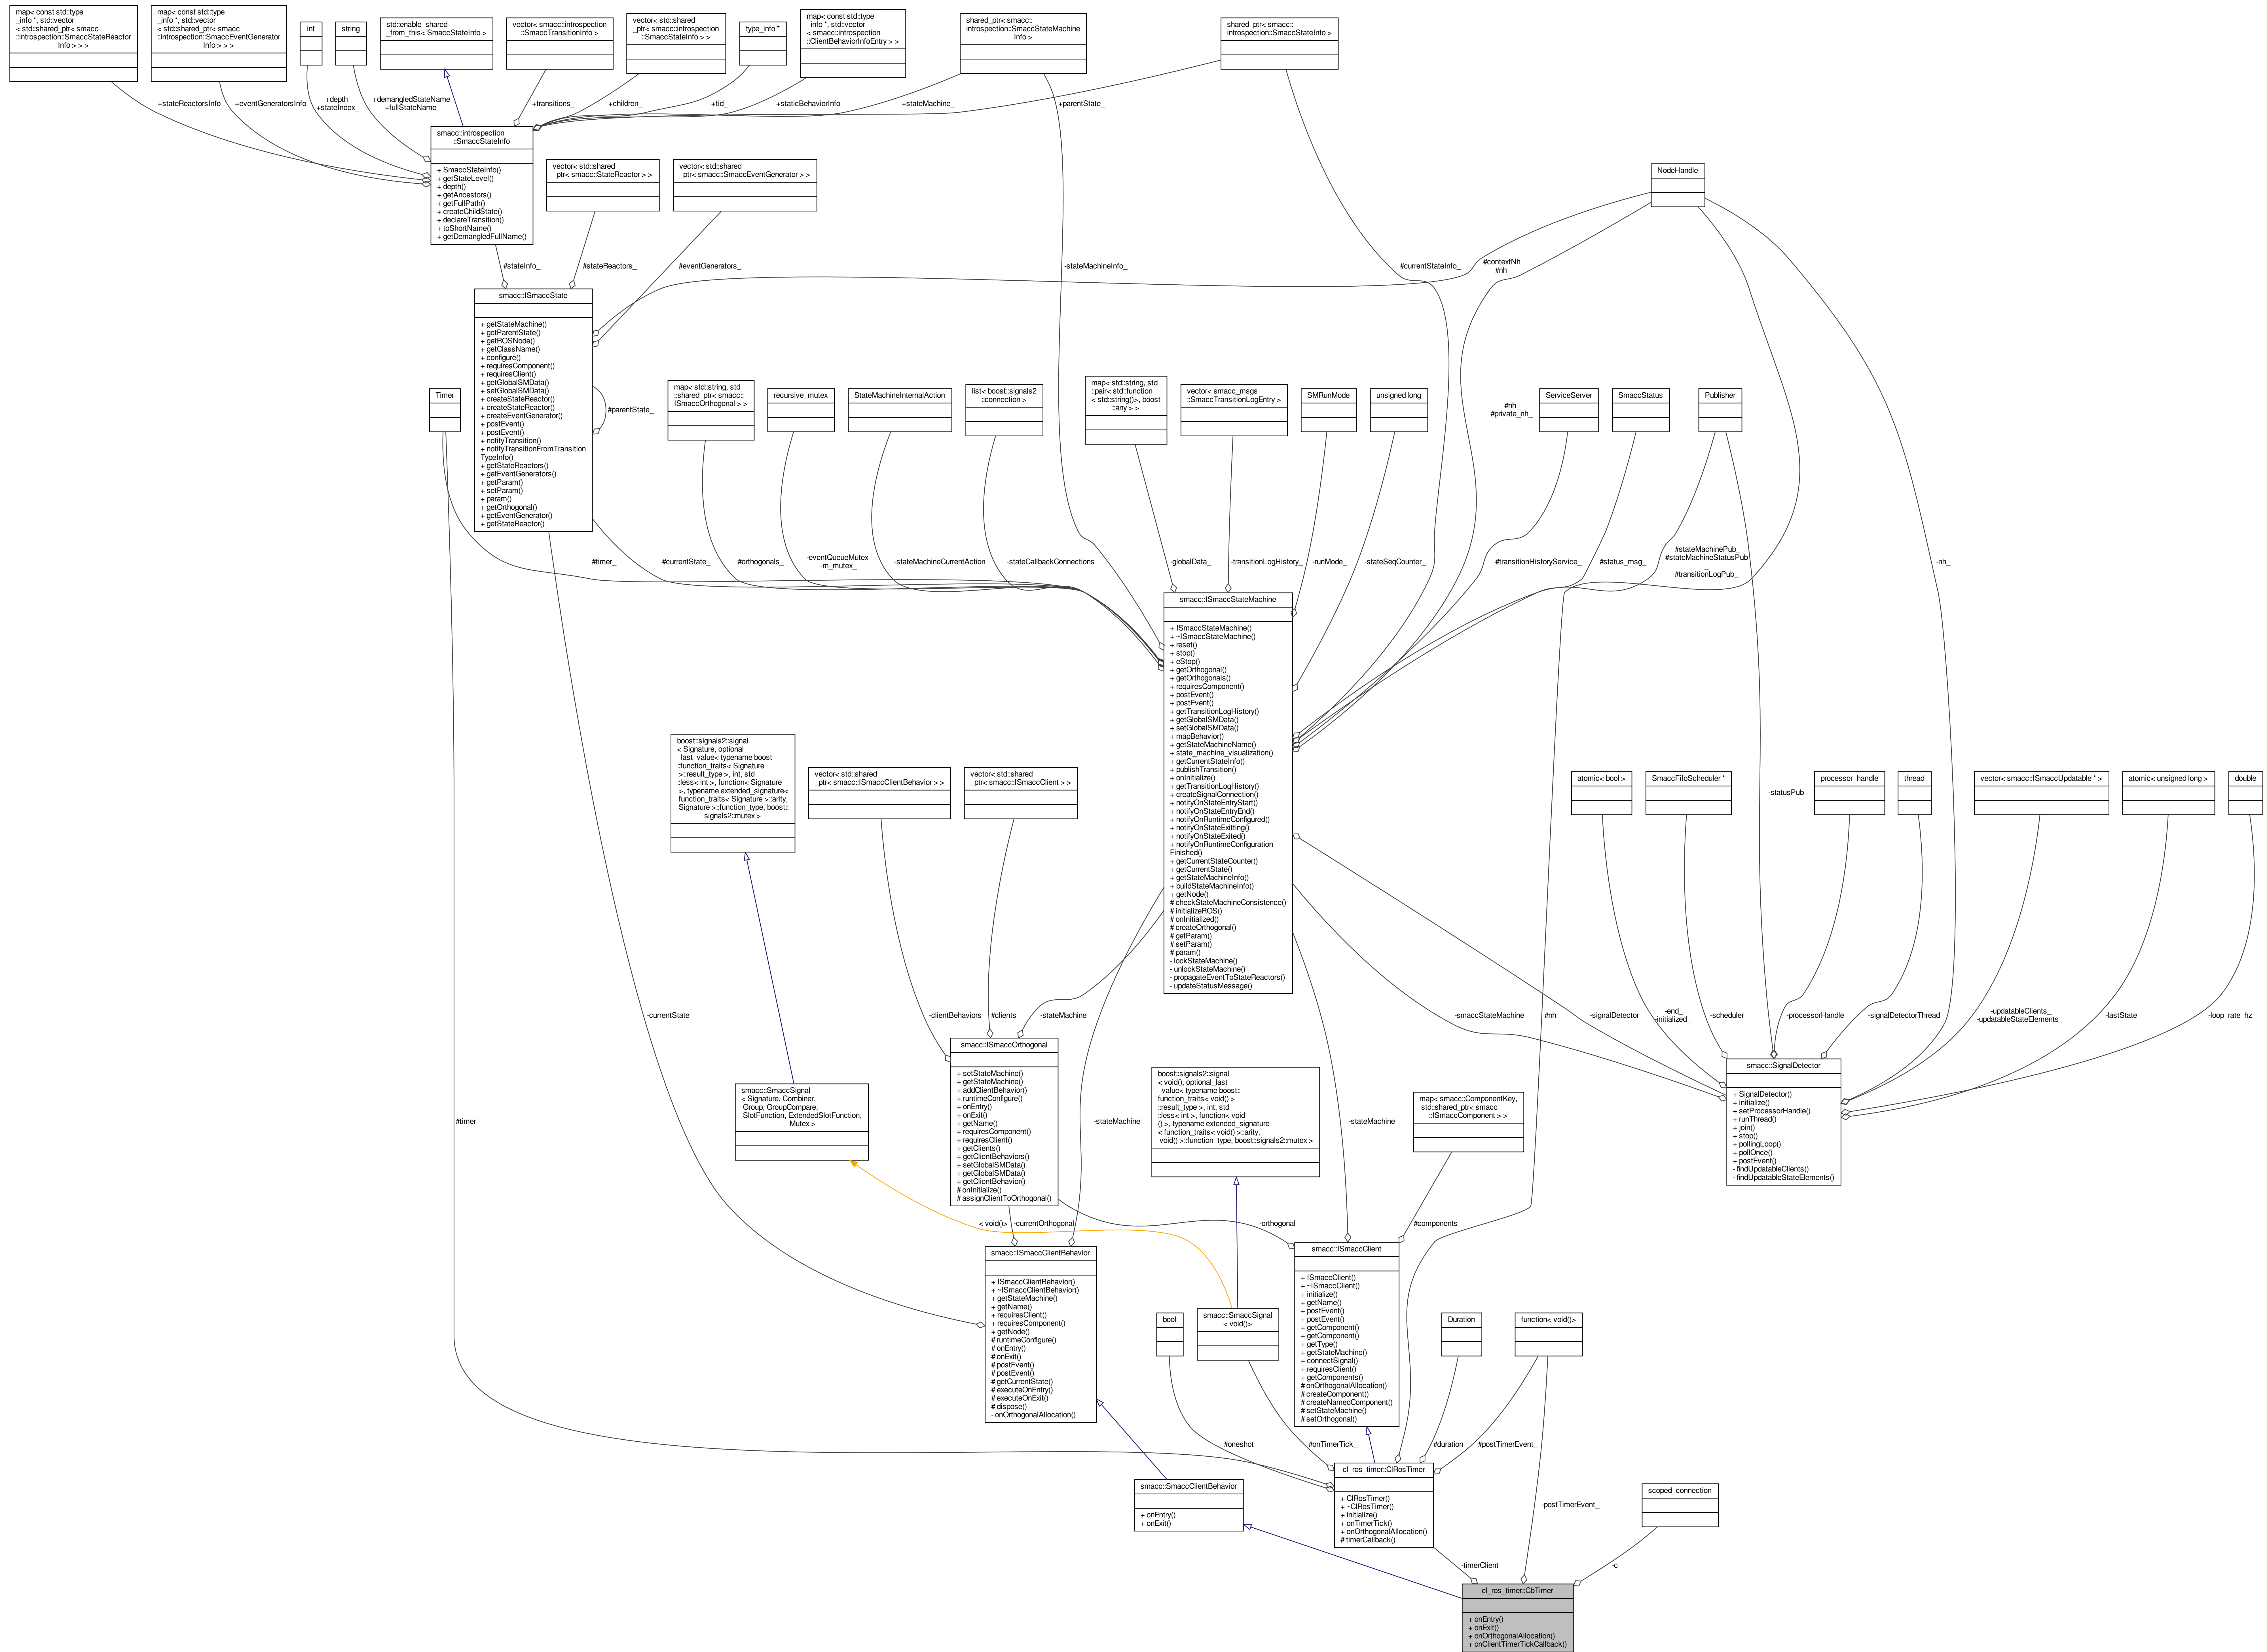 map< const std::type
_info *, std::vector
< std::shared_ptr< smacc
::introspection::SmaccStateReactor
Info > > >
map< const std::type
_info *, std::vector
< std::shared_ptr< smacc
::introspection::SmaccEventGenerator
Info > > >
int
string
std::enable_shared
_from_this< SmaccStateInfo >
vector< smacc::introspection
::SmaccTransitionInfo >
vector< std::shared
_ptr< smacc::introspection
::SmaccStateInfo > >
type_info *
map< const std::type
_info *, std::vector
< smacc::introspection
::ClientBehaviorInfoEntry > >
shared_ptr< smacc::
introspection::SmaccStateMachine
Info >
shared_ptr< smacc::
introspection::SmaccStateInfo >
+stateReactorsInfo
+eventGeneratorsInfo
+depth_
+stateIndex_
+demangledStateName
+fullStateName
+transitions_
+children_
+tid_
+staticBehaviorInfo
+stateMachine_
+parentState_
smacc::introspection
::SmaccStateInfo
+ SmaccStateInfo()
+ getStateLevel()
+ depth()
+ getAncestors()
+ getFullPath()
+ createChildState()
+ declareTransition()
+ toShortName()
+ getDemangledFullName()
vector< std::shared
_ptr< smacc::StateReactor > >
vector< std::shared
_ptr< smacc::SmaccEventGenerator > >
NodeHandle
#stateInfo_
#stateReactors_
#eventGenerators_
-stateMachineInfo_
#currentStateInfo_
#contextNh
#nh
smacc::ISmaccState
+ getStateMachine()
+ getParentState()
+ getROSNode()
+ getClassName()
+ configure()
+ requiresComponent()
+ requiresClient()
+ getGlobalSMData()
+ setGlobalSMData()
+ createStateReactor()
+ createStateReactor()
+ createEventGenerator()
+ postEvent()
+ postEvent()
+ notifyTransition()
+ notifyTransitionFromTransition
TypeInfo()
+ getStateReactors()
+ getEventGenerators()
+ getParam()
+ setParam()
+ param()
+ getOrthogonal()
+ getEventGenerator()
+ getStateReactor()
#parentState_
Timer
map< std::string, std
::shared_ptr< smacc::
ISmaccOrthogonal > >
recursive_mutex
StateMachineInternalAction
list< boost::signals2
::connection >
map< std::string, std
::pair< std::function
< std::string()>, boost
::any > >
vector< smacc_msgs
::SmaccTransitionLogEntry >
SMRunMode
unsigned long
#nh_
#private_nh_
ServiceServer
SmaccStatus
Publisher
#timer_
#currentState_
#orthogonals_
-eventQueueMutex_
-m_mutex_
-stateMachineCurrentAction
-stateCallbackConnections
-globalData_
-transitionLogHistory_
-runMode_
-stateSeqCounter_
#transitionHistoryService_
#status_msg_
#stateMachinePub_
#stateMachineStatusPub
_
#transitionLogPub_
-nh_
smacc::ISmaccStateMachine
+ ISmaccStateMachine()
+ ~ISmaccStateMachine()
+ reset()
+ stop()
+ eStop()
+ getOrthogonal()
+ getOrthogonals()
+ requiresComponent()
+ postEvent()
+ postEvent()
+ getTransitionLogHistory()
+ getGlobalSMData()
+ setGlobalSMData()
+ mapBehavior()
+ getStateMachineName()
+ state_machine_visualization()
+ getCurrentStateInfo()
+ publishTransition()
+ onInitialize()
+ getTransitionLogHistory()
+ createSignalConnection()
+ notifyOnStateEntryStart()
+ notifyOnStateEntryEnd()
+ notifyOnRuntimeConfigured()
+ notifyOnStateExitting()
+ notifyOnStateExited()
+ notifyOnRuntimeConfiguration
Finished()
+ getCurrentStateCounter()
+ getCurrentState()
+ getStateMachineInfo()
+ buildStateMachineInfo()
+ getNode()
# checkStateMachineConsistence()
# initializeROS()
# onInitialized()
# createOrthogonal()
# getParam()
# setParam()
# param()
- lockStateMachine()
- unlockStateMachine()
- propagateEventToStateReactors()
- updateStatusMessage()
boost::signals2::signal
< Signature, optional
_last_value< typename boost
::function_traits< Signature
>::result_type >, int, std
::less< int >, function< Signature
>, typename extended_signature<
function_traits< Signature >::arity,
Signature >::function_type, boost::
signals2::mutex >
vector< std::shared
_ptr< smacc::ISmaccClientBehavior > >
vector< std::shared
_ptr< smacc::ISmaccClient > >
atomic< bool >
SmaccFifoScheduler *
-statusPub_
processor_handle
thread
vector< smacc::ISmaccUpdatable * >
atomic< unsigned long >
double
-currentState
-clientBehaviors_
#clients_
-stateMachine_
-smaccStateMachine_
#nh_
-signalDetector_
-end_
-initialized_
-scheduler_
-processorHandle_
-signalDetectorThread_
-updatableClients_
-updatableStateElements_
-lastState_
-loop_rate_hz
smacc::ISmaccOrthogonal
+ setStateMachine()
+ getStateMachine()
+ addClientBehavior()
+ runtimeConfigure()
+ onEntry()
+ onExit()
+ getName()
+ requiresComponent()
+ requiresClient()
+ getClients()
+ getClientBehaviors()
+ setGlobalSMData()
+ getGlobalSMData()
+ getClientBehavior()
# onInitialize()
# assignClientToOrthogonal()
smacc::SignalDetector
+ SignalDetector()
+ initialize()
+ setProcessorHandle()
+ runThread()
+ join()
+ stop()
+ pollingLoop()
+ pollOnce()
+ postEvent()
- findUpdatableClients()
- findUpdatableStateElements()
smacc::SmaccSignal
< Signature, Combiner,
Group, GroupCompare,
SlotFunction, ExtendedSlotFunction,
Mutex >
boost::signals2::signal
< void(), optional_last
_value< typename boost::
function_traits< void() >
::result_type >, int, std
::less< int >, function< void
() >, typename extended_signature
< function_traits< void() >::arity,
void() >::function_type, boost::signals2::mutex >
map< smacc::ComponentKey,
std::shared_ptr< smacc
::ISmaccComponent > >
#timer
-stateMachine_
-stateMachine_
< void()>
-currentOrthogonal
-orthogonal_
#components_
smacc::ISmaccClientBehavior
+ ISmaccClientBehavior()
+ ~ISmaccClientBehavior()
+ getStateMachine()
+ getName()
+ requiresClient()
+ requiresComponent()
+ getNode()
# runtimeConfigure()
# onEntry()
# onExit()
# postEvent()
# postEvent()
# getCurrentState()
# executeOnEntry()
# executeOnExit()
# dispose()
- onOrthogonalAllocation()
smacc::ISmaccClient
+ ISmaccClient()
+ ~ISmaccClient()
+ initialize()
+ getName()
+ postEvent()
+ postEvent()
+ getComponent()
+ getComponent()
+ getType()
+ getStateMachine()
+ connectSignal()
+ requiresClient()
+ getComponents()
# onOrthogonalAllocation()
# createComponent()
# createNamedComponent()
# setStateMachine()
# setOrthogonal()
bool
smacc::SmaccSignal
< void()>
Duration
function< void()>
#oneshot
#onTimerTick_
#duration
#postTimerEvent_
smacc::SmaccClientBehavior
+ onEntry()
+ onExit()
cl_ros_timer::ClRosTimer
+ ClRosTimer()
+ ~ClRosTimer()
+ initialize()
+ onTimerTick()
+ onOrthogonalAllocation()
# timerCallback()
-postTimerEvent_
scoped_connection
-timerClient_
-c_
cl_ros_timer::CbTimer
+ onEntry()
+ onExit()
+ onOrthogonalAllocation()
+ onClientTimerTickCallback()